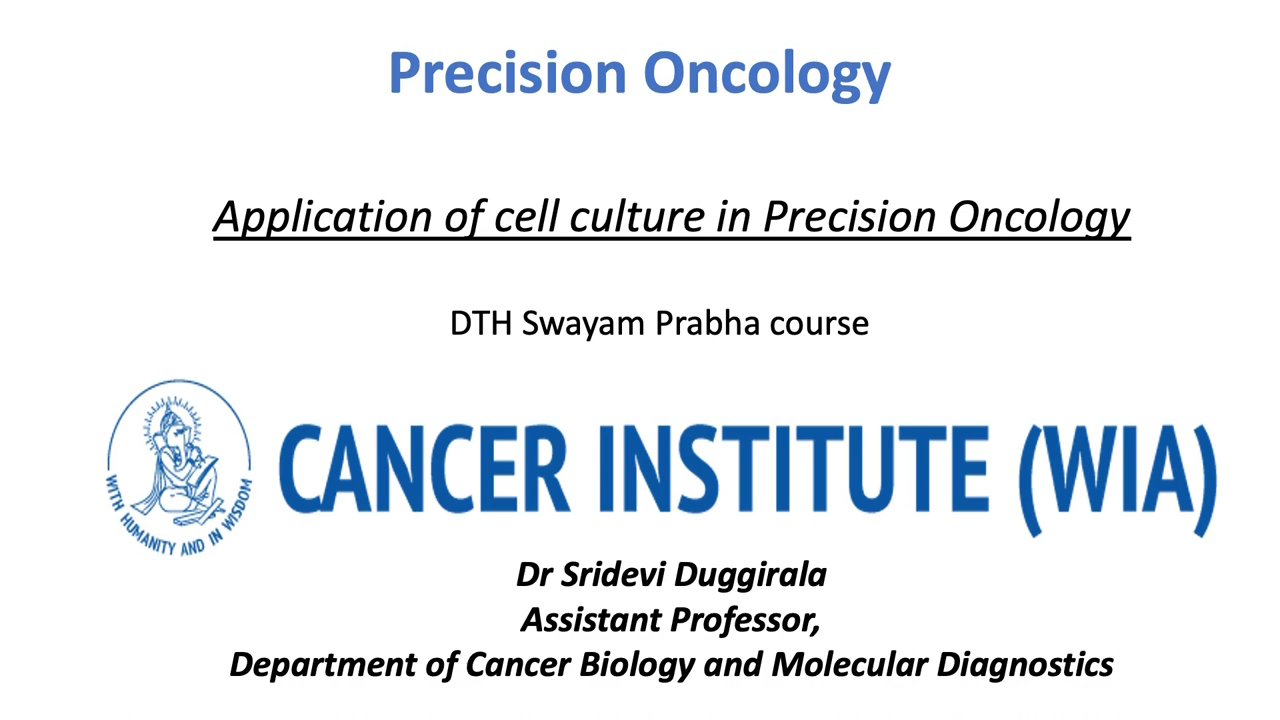 Precision Oncology
Application of cell culture in Precision Oncology
DTH Swayam Prabha course
WITH HUMANITY AND IN WISDOM
CANCER INSTITUTE (WIA)
Dr Sridevi Duggirala
Assistant Professor,
Department of Cancer Biology and Molecular Diagnostics